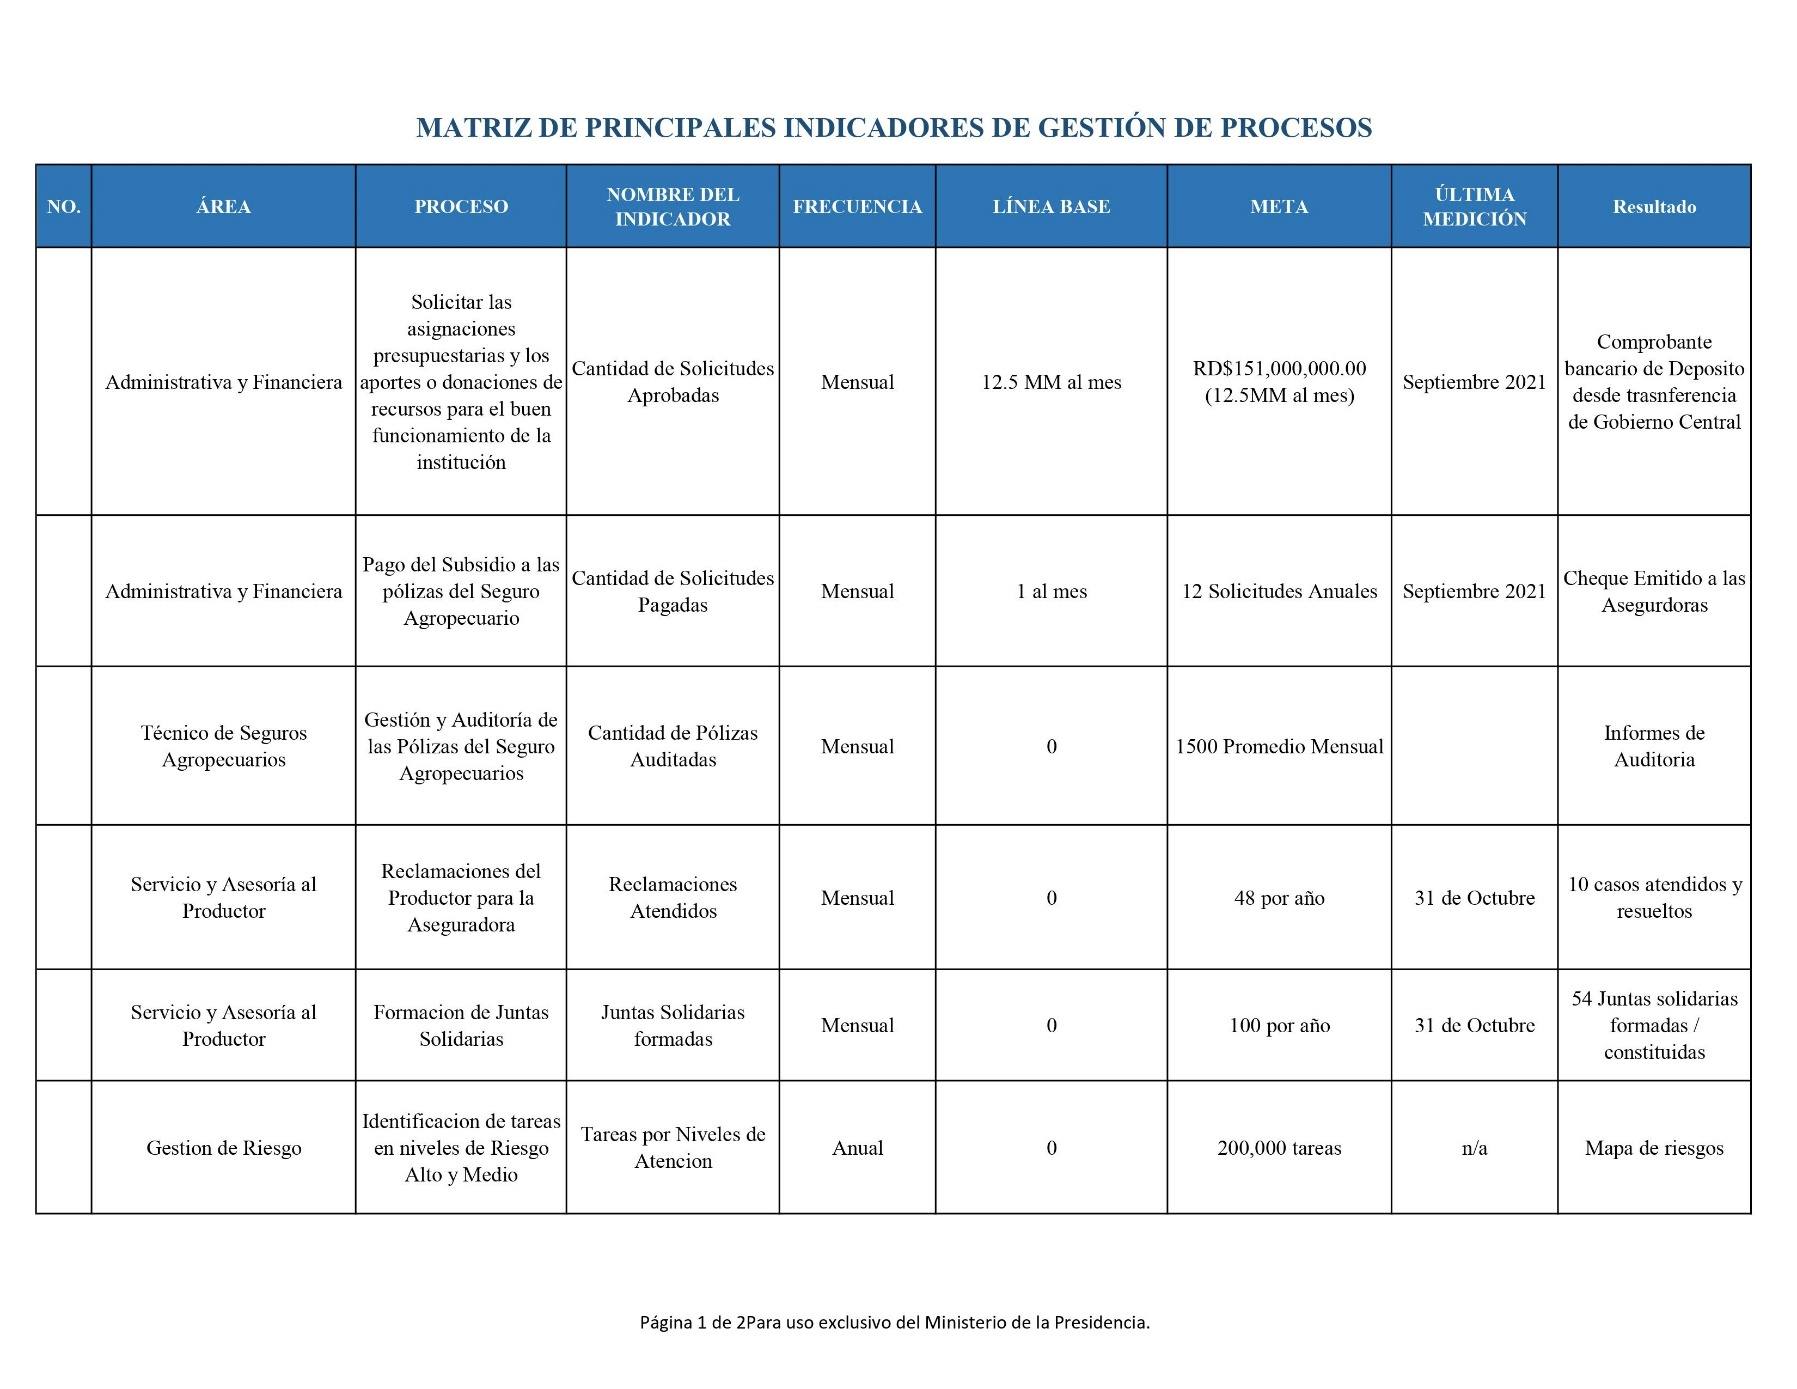 MATRIZ DE PRINCIPALES INDICADORES DE GESTIÓN DE PROCESOS
NO.
ÁREA
PROCESO
NOMBRE DEL
INDICADOR
FRECUENCIA
LÍNEA BASE
META
ÚLTIMA
MEDICIÓN
Resultado
Administrativa y Financiera
Solicitar las
asignaciones
presupuestarias y los
aportes o donaciones de
recursos para el buen
funcionamiento de la
institución
Cantidad de Solicitudes
Aprobadas
Mensual
12.5 MM al mes
RD$151,000,000.00
(12.5MM al mes)
Septiembre 2021
Comprobante
bancario de Deposito
desde trasnferencia
de Gobierno Central
Administrativa y Financiera
Pago del Subsidio a las
pólizas del Seguro
Agropecuario
Cantidad de Solicitudes
Pagadas
Mensual
1 al mes
12 Solicitudes Anuales
Septiembre 2021
Cheque Emitido a las
Asegurdoras
Técnico de Seguros
Agropecuarios
Gestión y Auditoría de
las Pólizas del Seguro
Agropecuarios
Cantidad de Pólizas
Auditadas
Mensual
0
1500 Promedio Mensual
Informes de
Auditoria
Servicio y Asesoría al
Productor
Reclamaciones del
Productor para la
Aseguradora
Reclamaciones
Atendidos
Mensual
0
48 por año
31 de Octubre
10 casos atendidos y
resueltos
Servicio y Asesoría al
Productor
Formacion de Juntas
Solidarias
Juntas Solidarias
formadas
Mensual
0
100 por año
31 de Octubre
54 Juntas solidarias
formadas /
constituidas
Gestion de Riesgo
Identificacion de tareas
en niveles de Riesgo
Alto y Medio
Tareas por Niveles de
Atencion
Anual
0
200,000 tareas
n/a
Mapa de riesgos
Página 1 de 2Para uso exclusivo del Ministerio de la Presidencia.